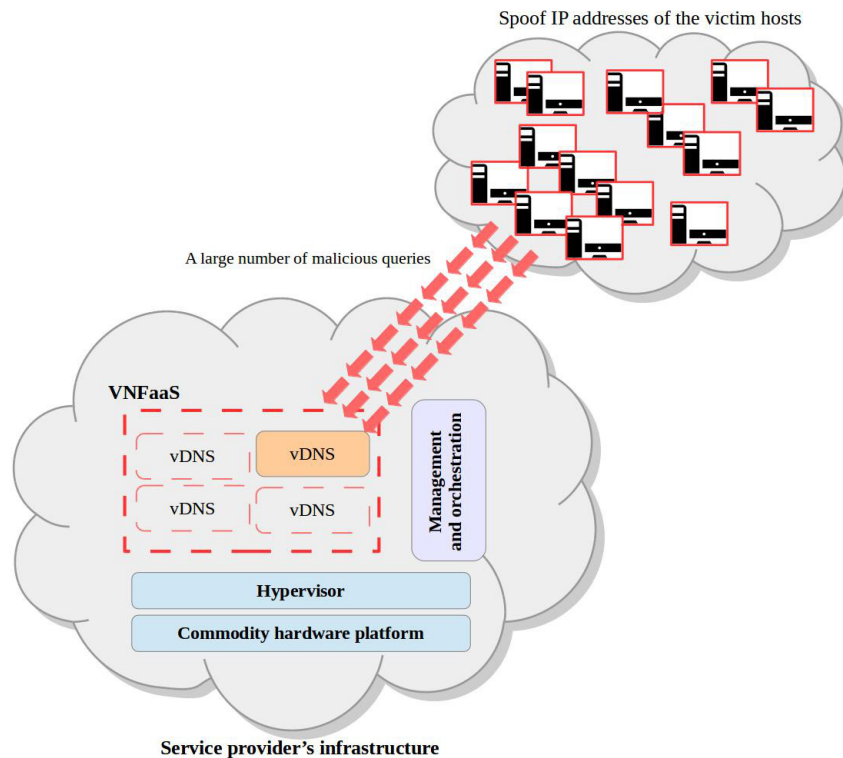 Spoof IP addresses of the victim hosts
A large number of malicious queries
VNFaaS
vDNS
vDNS
vDNS
vDNS
Management
and orchestration
Hypervisor
Commodity hardware platform
Service provider’s infrastructure